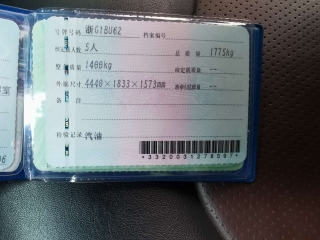 号牌号码 浙G1BU62 档案编号
核定载人数 5人 总质量 1775kg
整备质量 1400kg 核定载质量 --
外廓尺寸 4440×1833×1573mm 准牵引总质量 --
备注
检验记录 汽油
*3320003127809*